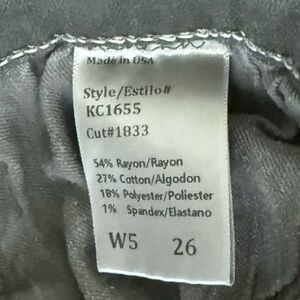 Made in USA
Style/Estilo#
KC1655
Cut#1833
54% Rayon/Rayon
27% Cotton/Algodon
18% Polyester/Poliester
1% Spandex/Elastano
W5 26